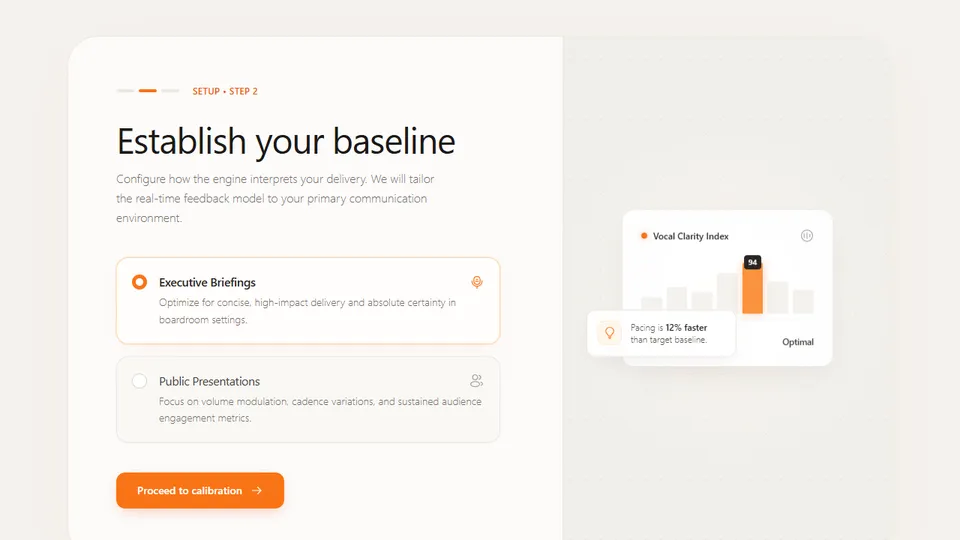 SETUP • STEP 2
Establish your baseline
Configure how the engine interprets your delivery. We will tailor
the real-time feedback model to your primary communication
environment.
Executive Briefings
Optimize for concise, high-impact delivery and absolute certainty in
boardroom settings.
Public Presentations
Focus on volume modulation, cadence variations, and sustained audience
engagement metrics.
Proceed to calibration
Vocal Clarity Index
94
Pacing is 12% faster
than target baseline.
Optimal